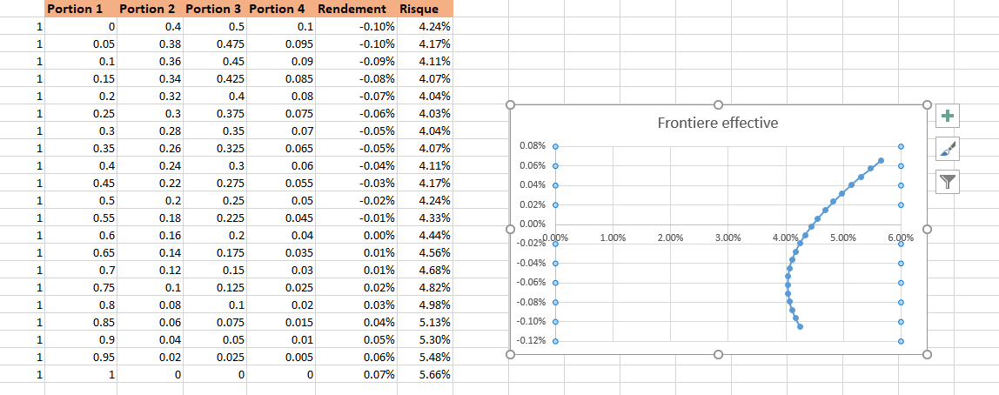 Portion 1 Portion 2 Portion 3 Portion 4 Rendement Risque
1 0 0.4 0.5 0.1 -0.10% 4.24%
1 0.05 0.38 0.475 0.095 -0.10% 4.17%
1 0.1 0.36 0.45 0.09 -0.09% 4.11%
1 0.15 0.34 0.425 0.085 -0.08% 4.07%
1 0.2 0.32 0.4 0.08 -0.07% 4.04%
1 0.25 0.3 0.375 0.075 -0.06% 4.03%
1 0.3 0.28 0.35 0.07 -0.05% 4.04%
1 0.35 0.26 0.325 0.065 -0.05% 4.07%
1 0.4 0.24 0.3 0.06 -0.04% 4.11%
1 0.45 0.22 0.275 0.055 -0.03% 4.17%
1 0.5 0.2 0.25 0.05 -0.02% 4.24%
1 0.55 0.18 0.225 0.045 -0.01% 4.33%
1 0.6 0.16 0.2 0.04 0.00% 4.44%
1 0.65 0.14 0.175 0.035 0.01% 4.56%
1 0.7 0.12 0.15 0.03 0.01% 4.68%
1 0.75 0.1 0.125 0.025 0.02% 4.82%
1 0.8 0.08 0.1 0.02 0.03% 4.98%
1 0.85 0.06 0.075 0.015 0.04% 5.13%
1 0.9 0.04 0.05 0.01 0.05% 5.30%
1 0.95 0.02 0.025 0.005 0.06% 5.48%
1 1 0 0 0 0.07% 5.66%
Frontiere effective
0.08%
0.06%
0.04%
0.02%
0.00%
0.00% 1.00% 2.00% 3.00% 4.00% 5.00% 6.00%
-0.02%
-0.04%
-0.06%
-0.08%
-0.10%
-0.12%